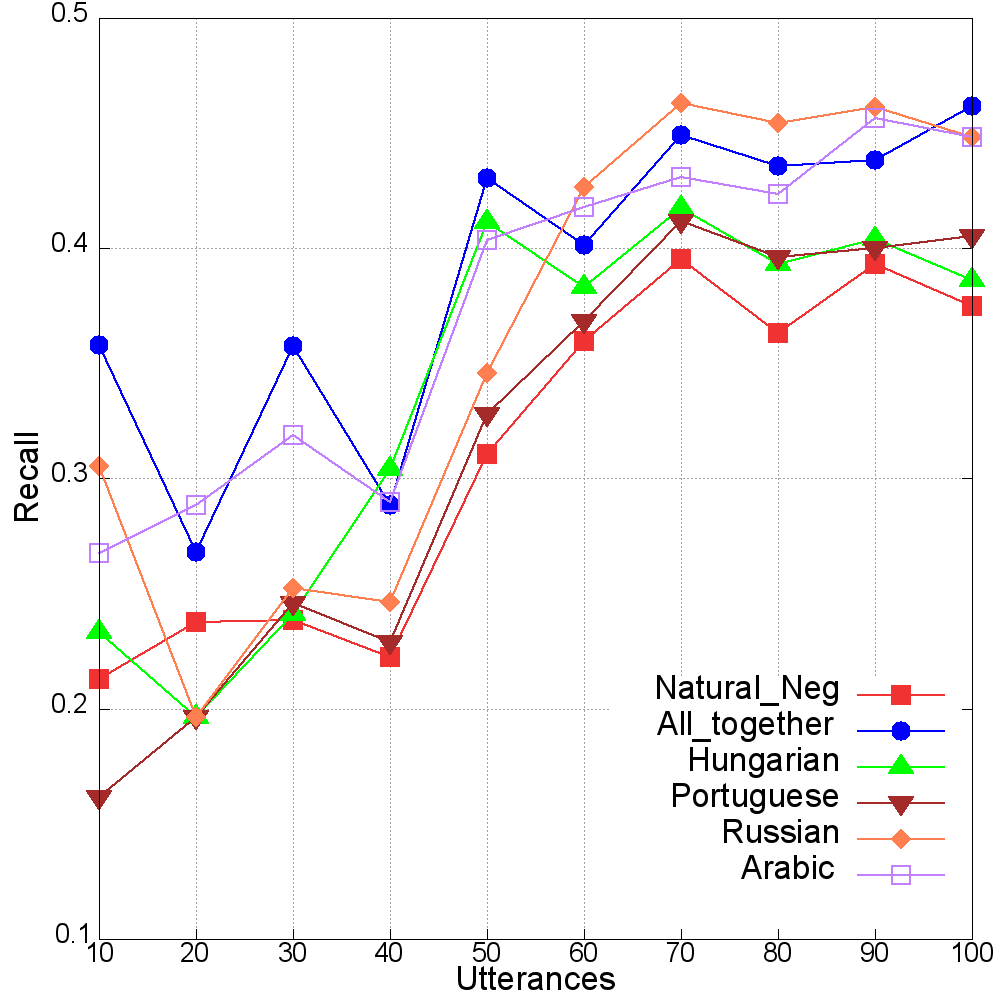 0.5
0.4
0.3
0.2
0.1
Recall
10 20 30 40 50 60 70 80 90 100
Utterances
Natural_Neg
All_together
Hungarian
Portuguese
Russian
Arabic